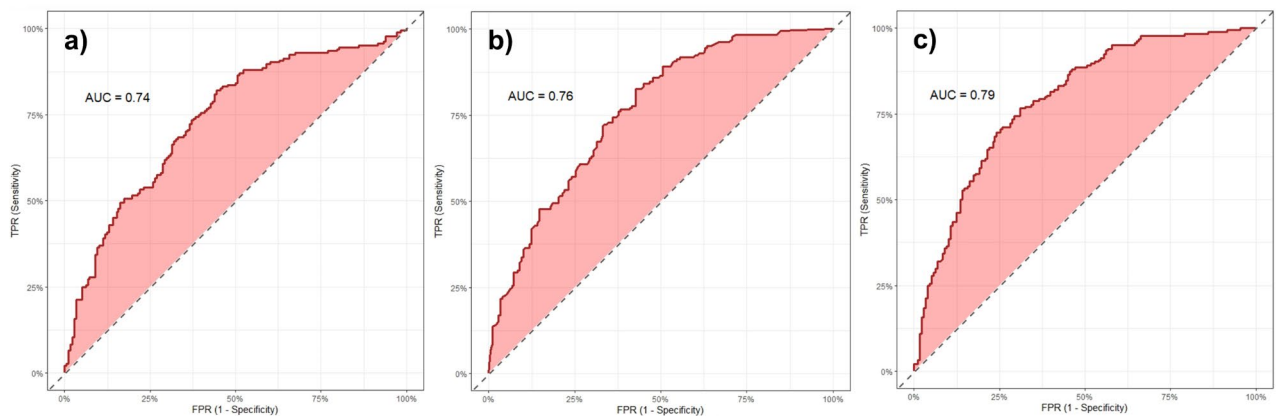 a)
AUC = 0.74
100%
75%
50%
25%
0%
TPR (Sensitivity)
0%
25%
50%
75%
100%
FPR (1 - Specificity)
b)
AUC = 0.76
100%
75%
50%
25%
0%
TPR (Sensitivity)
0%
25%
50%
75%
100%
FPR (1 - Specificity)
c)
AUC = 0.79
100%
75%
50%
25%
0%
TPR (Sensitivity)
0%
25%
50%
75%
100%
FPR (1 - Specificity)